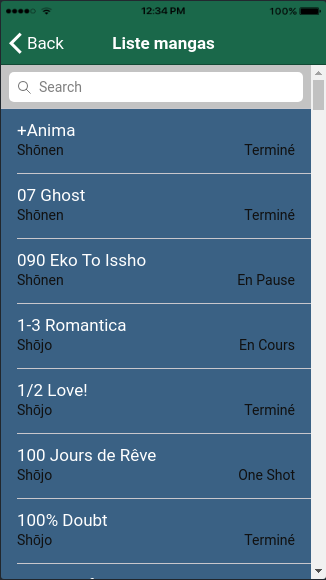 12:34 PM 100%
Back Liste mangas
Search
+Anima
Shōnen Terminé
07 Ghost
Shōnen Terminé
090 Eko To Issho
Shōnen En Pause
1-3 Romantica
Shōjo En Cours
1/2 Love!
Shōjo Terminé
100 Jours de Rêve
Shōjo One Shot
100% Doubt
Shōjo Terminé